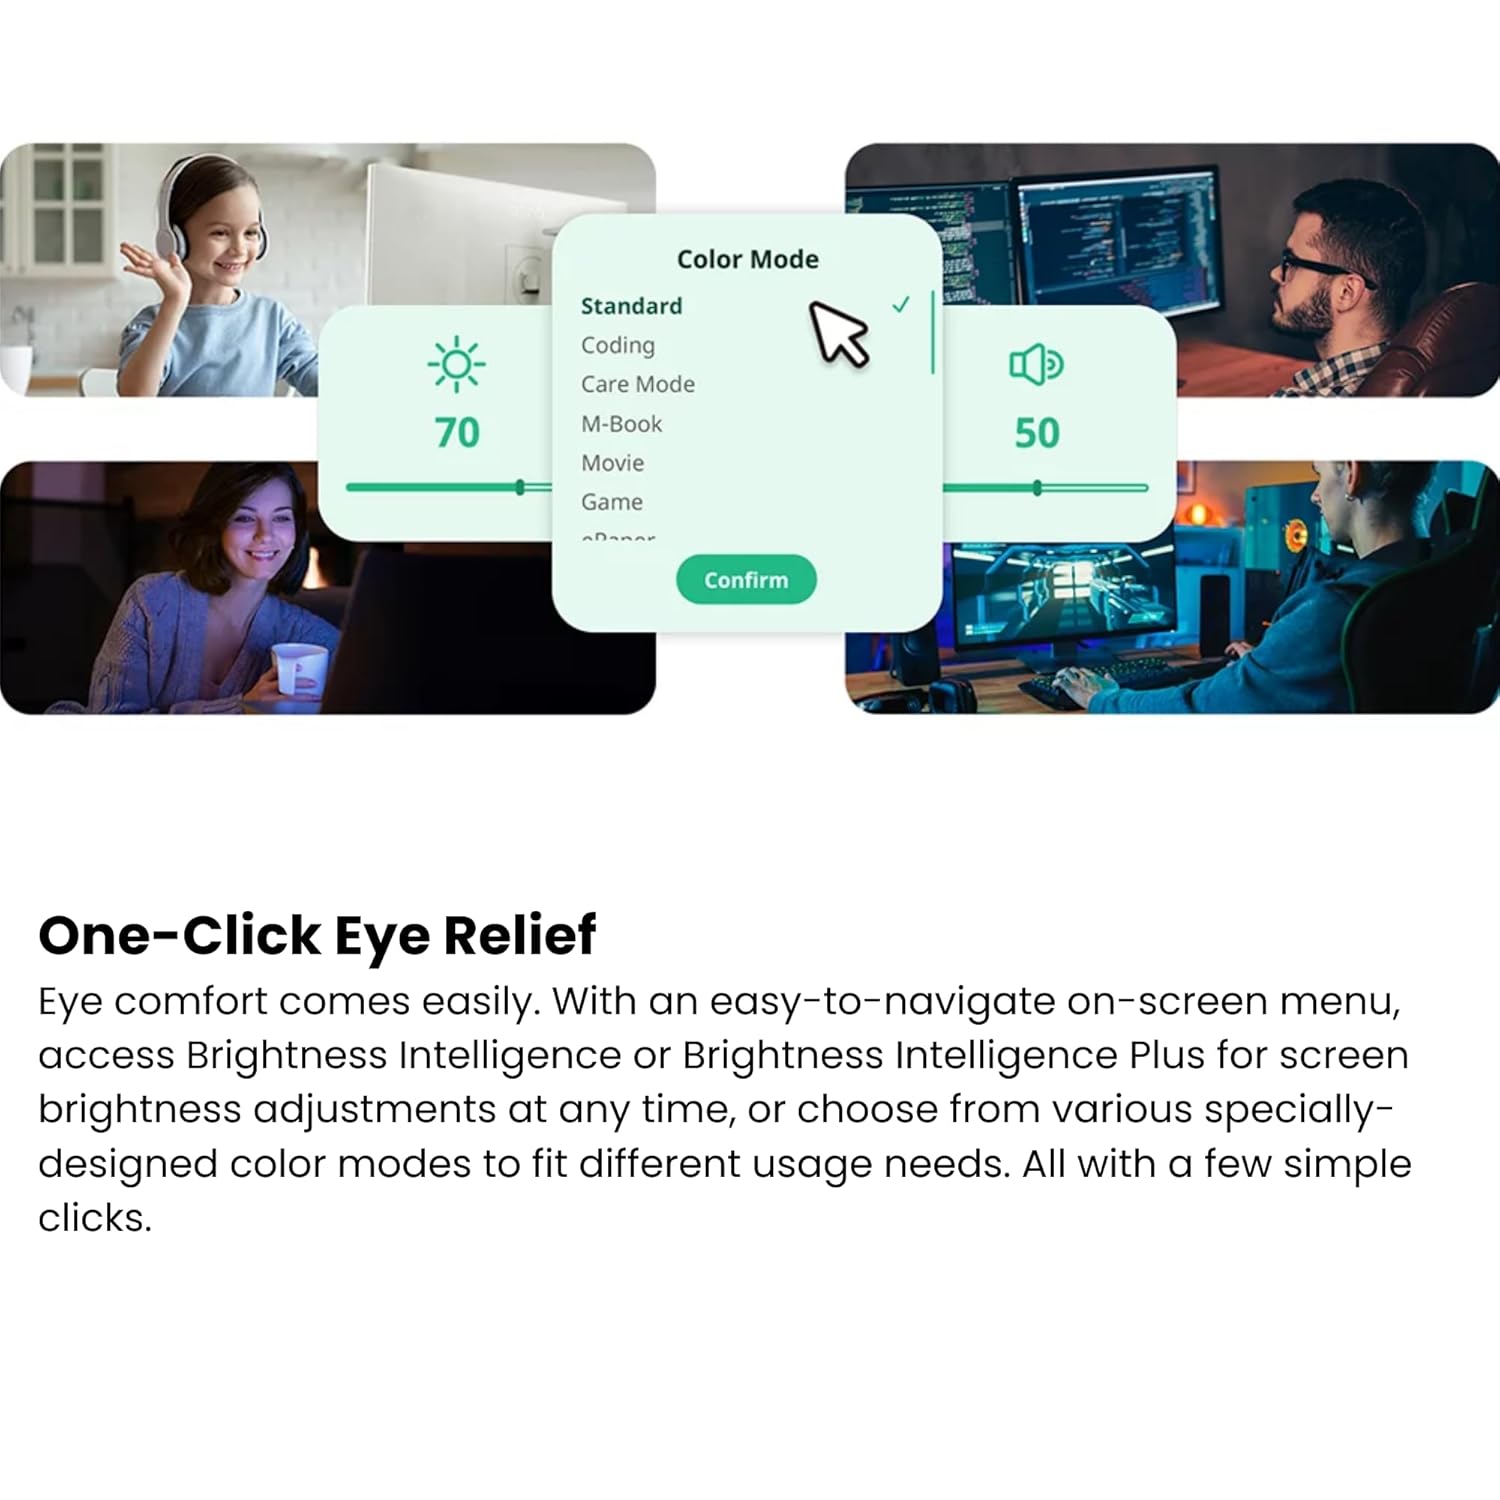 Color Mode
Standard
Coding
Care Mode
M-Book
Movie
Game
ePaper
Confirm
70
50
One-Click Eye Relief
Eye comfort comes easily. With an easy-to-navigate on-screen menu,
access Brightness Intelligence or Brightness Intelligence Plus for screen
brightness adjustments at any time, or choose from various specially-
designed color modes to fit different usage needs. All with a few simple
clicks.